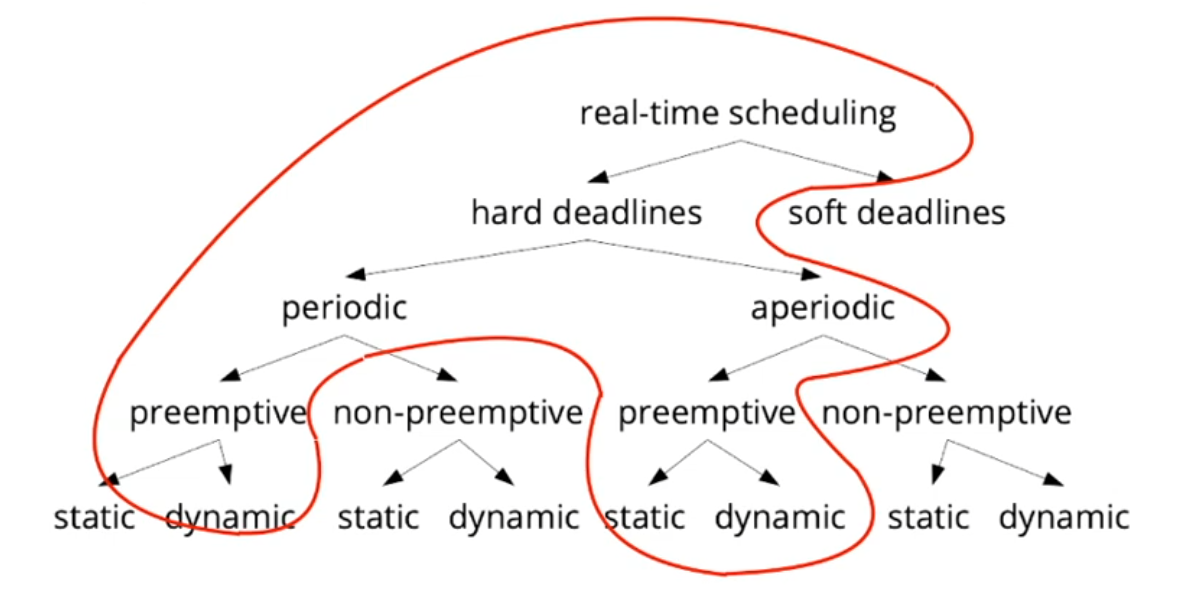 real-time scheduling
hard deadlines soft deadlines
periodic aperiodic
preemptive non-preemptive preemptive non-preemptive
static dynamic static dynamic static dynamic static dynamic